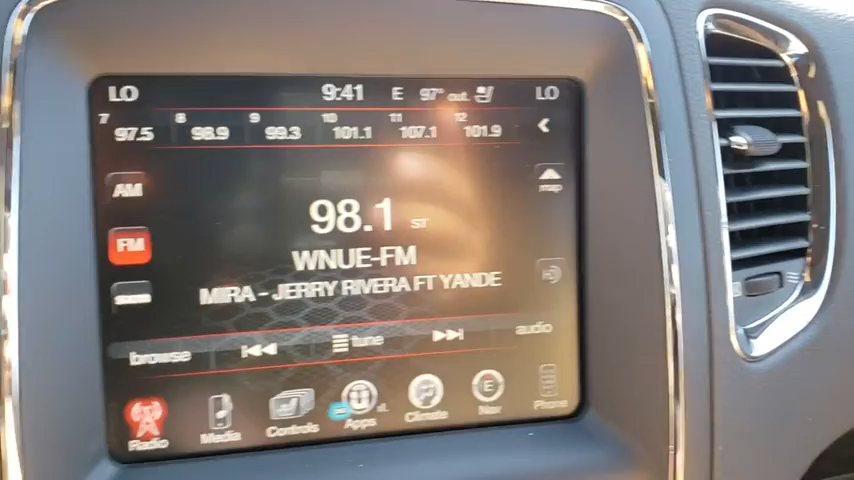 LO 9:41 E 97° out. LO
7 8 9 10 11 12
97.5 98.9 99.3 101.1 107.1 101.9
AM
map
98.1 ST
FM
WNUE-FM
MIRA - JERRY RIVERA FT YANDE
browse tune audio
Radio Media Controls Apps Climate Nav Phone